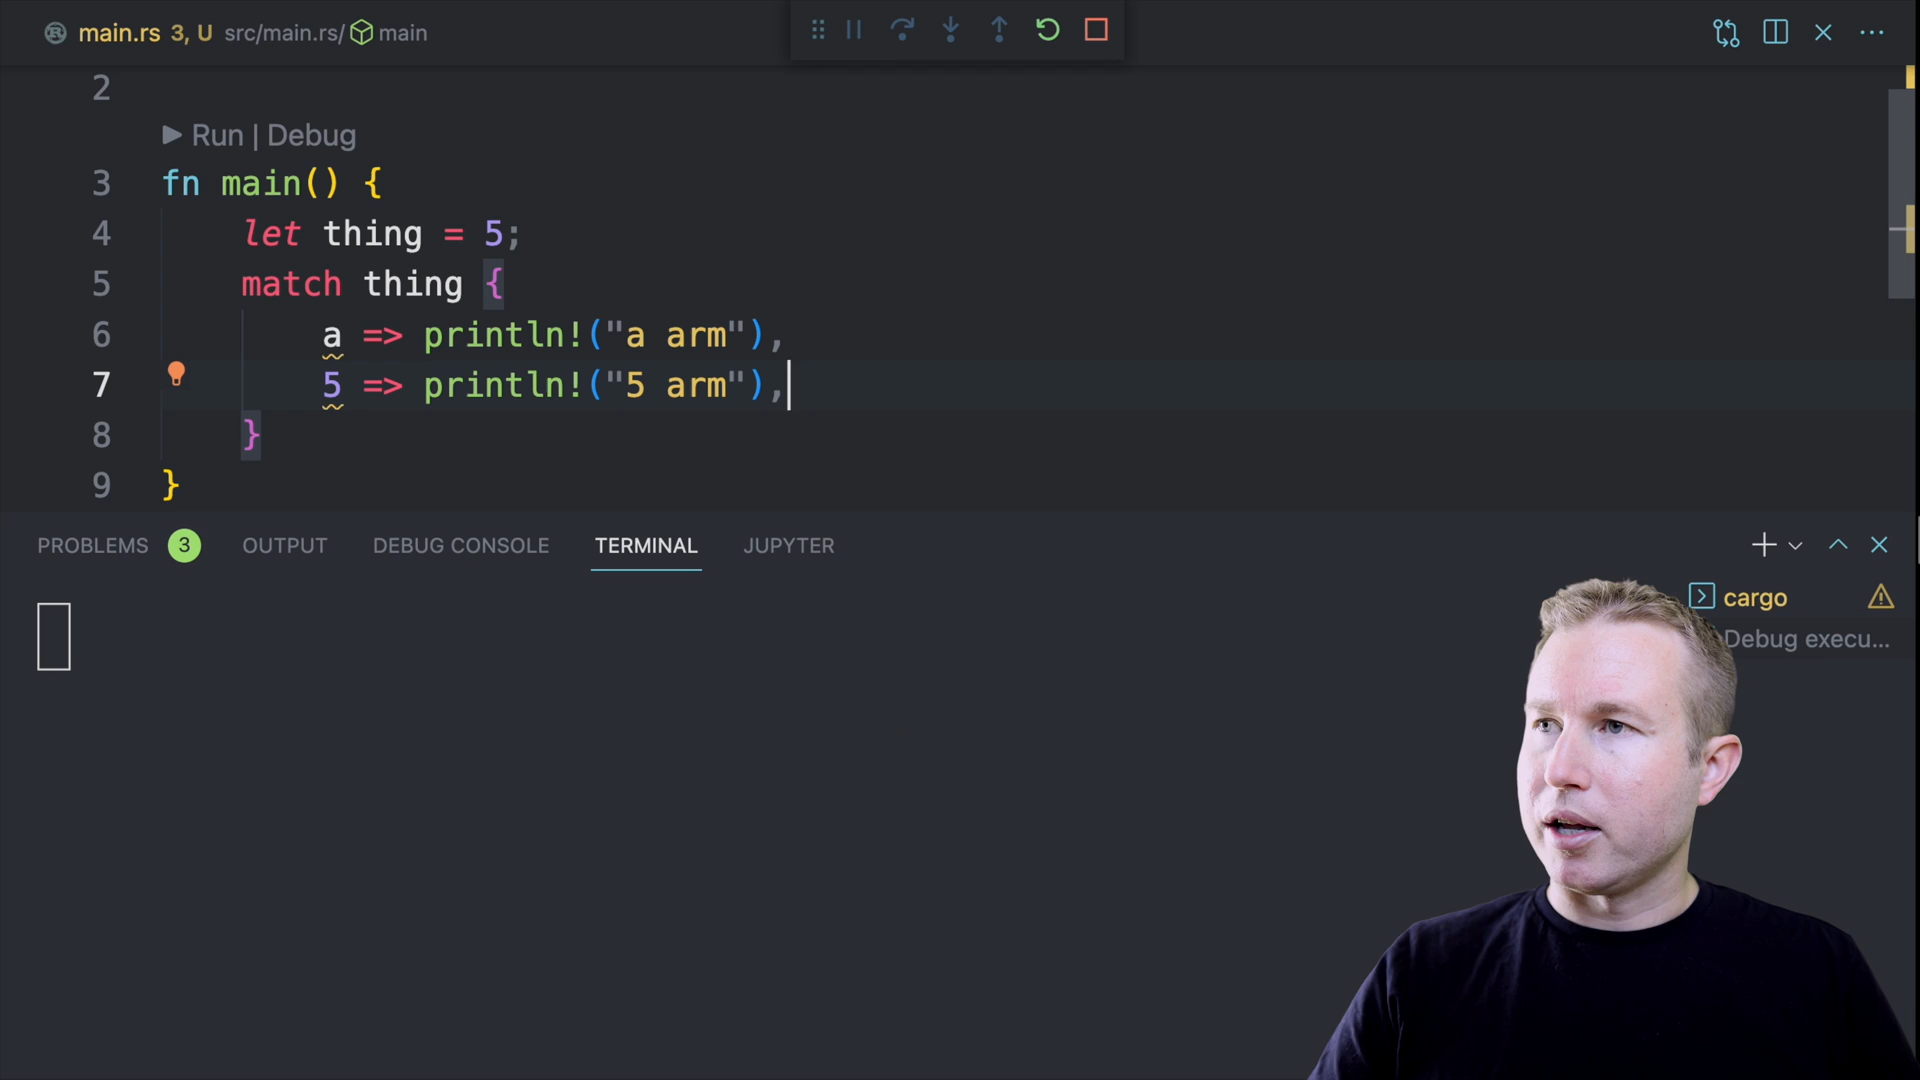 main.rs 3, U src/main.rs/ main
2
Run | Debug
3 fn main() {
4 let thing = 5;
5 match thing {
6 a => println!("a arm"),
7 5 => println!("5 arm"),
8 }
9 }
PROBLEMS 3 OUTPUT DEBUG CONSOLE TERMINAL JUPYTER
cargo
Debug execu...